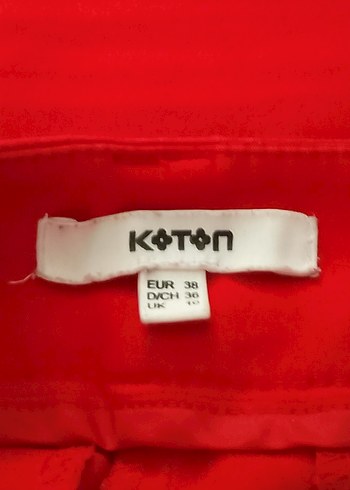 KOTON
EUR 38
D/CH 36
UK 10